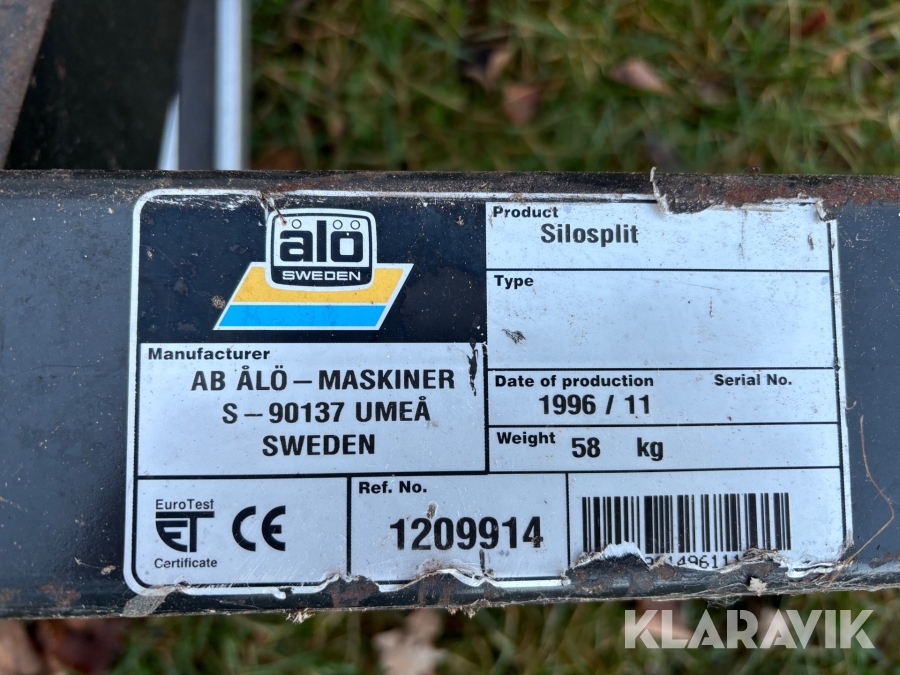 ålö
SWEDEN
Product
Silosplit
Type
Manufacturer
AB ÅLÖ – MASKINER
S – 90137 UMEÅ
SWEDEN
Date of production Serial No.
1996 / 11
Weight 58 kg
EuroTest
ET CE
Certificate
Ref. No.
1209914
KLARAVIK